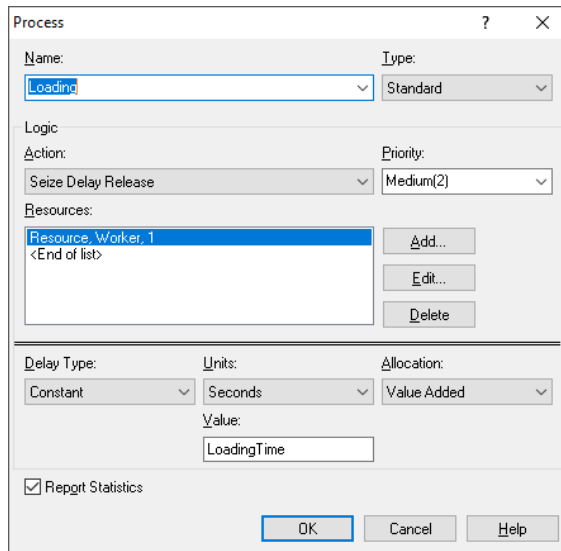 Process ?
Name: Type:
Loading Standard
Logic
Action: Priority:
Seize Delay Release Medium(2)
Resources:
Resource, Worker, 1
<End of list>
Add...
Edit...
Delete
Delay Type: Units: Allocation:
Constant Seconds Value Added
Value:
LoadingTime
Report Statistics
OK Cancel Help